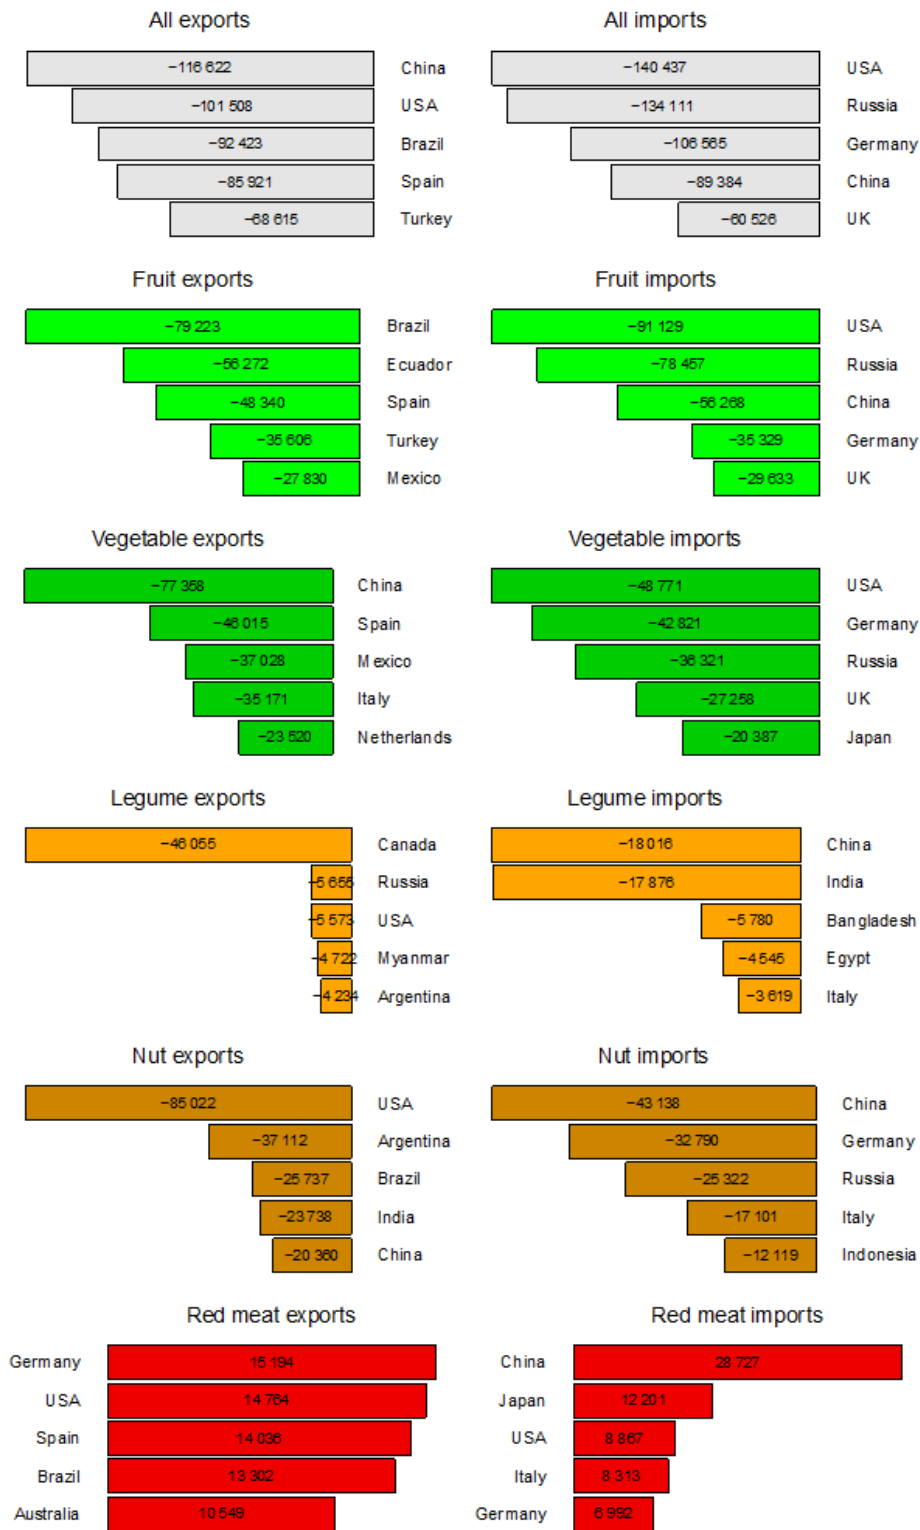 All exports
−116 622 China
−101 508 USA
−92 423 Brazil
−85 921 Spain
−68 615 Turkey
All imports
−140 437 USA
−134 111 Russia
−106 565 Germany
−89 384 China
−60 526 UK
Fruit exports
−79 223 Brazil
−56 272 Ecuador
−48 340 Spain
−35 606 Turkey
−27 830 Mexico
Fruit imports
−91 129 USA
−78 457 Russia
−56 268 China
−35 329 Germany
−29 633 UK
Vegetable exports
−77 358 China
−46 015 Spain
−37 028 Mexico
−35 171 Italy
−23 520 Netherlands
Vegetable imports
−48 771 USA
−42 821 Germany
−36 321 Russia
−27 258 UK
−20 387 Japan
Legume exports
−46 055 Canada
−5 655 Russia
−5 573 USA
−4 722 Myanmar
−4 234 Argentina
Legume imports
−18 016 China
−17 876 India
−5 780 Bangladesh
−4 545 Egypt
−3 619 Italy
Nut exports
−85 022 USA
−37 112 Argentina
−25 737 Brazil
−23 738 India
−20 360 China
Nut imports
−43 138 China
−32 790 Germany
−25 322 Russia
−17 101 Italy
−12 119 Indonesia
Red meat exports
Germany 15 194
USA 14 764
Spain 14 036
Brazil 13 302
Australia 10 549
Red meat imports
China 28 727
Japan 12 201
USA 8 867
Italy 8 313
Germany 6 992